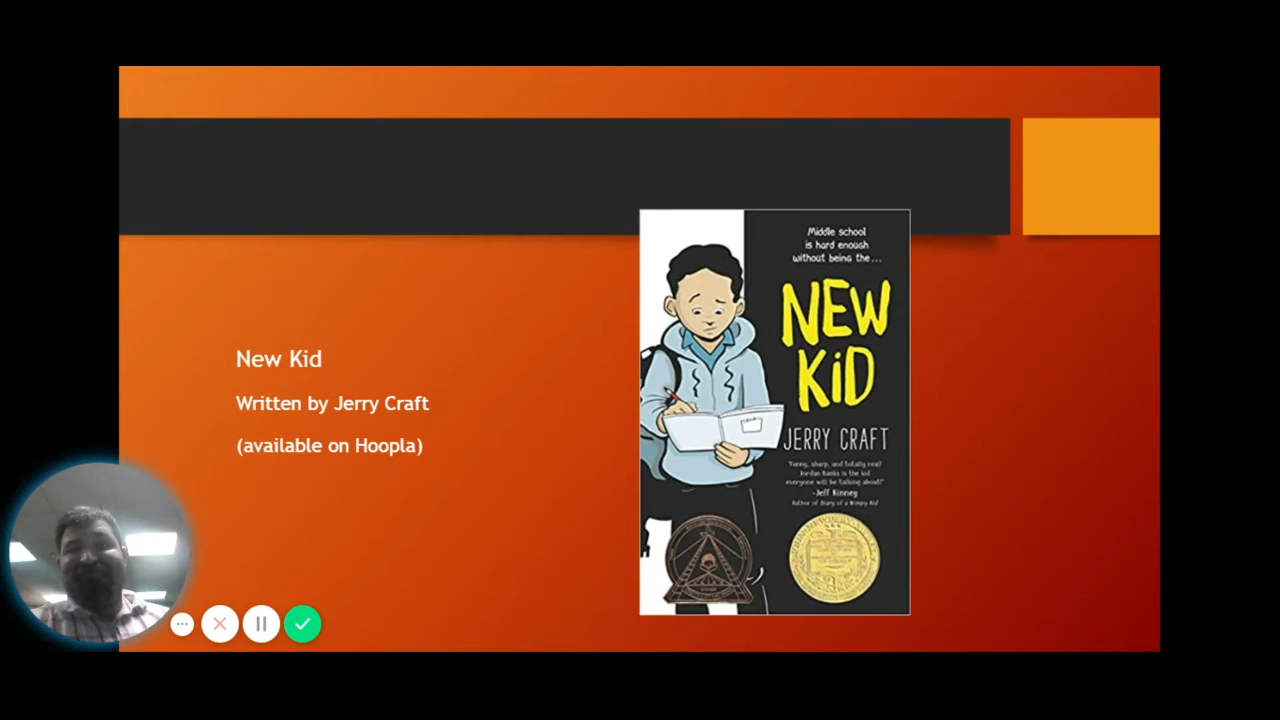 New Kid
Written by Jerry Craft
(available on Hoopla)
Middle school
is hard enough
without being the...
NEW
KiD
JERRY CRAFT
"Funny, sharp, and totally real!
Jordan Banks is the kid
everyone will be talking about!"
-Jeff Kinney
Author of Diary of a Wimpy Kid